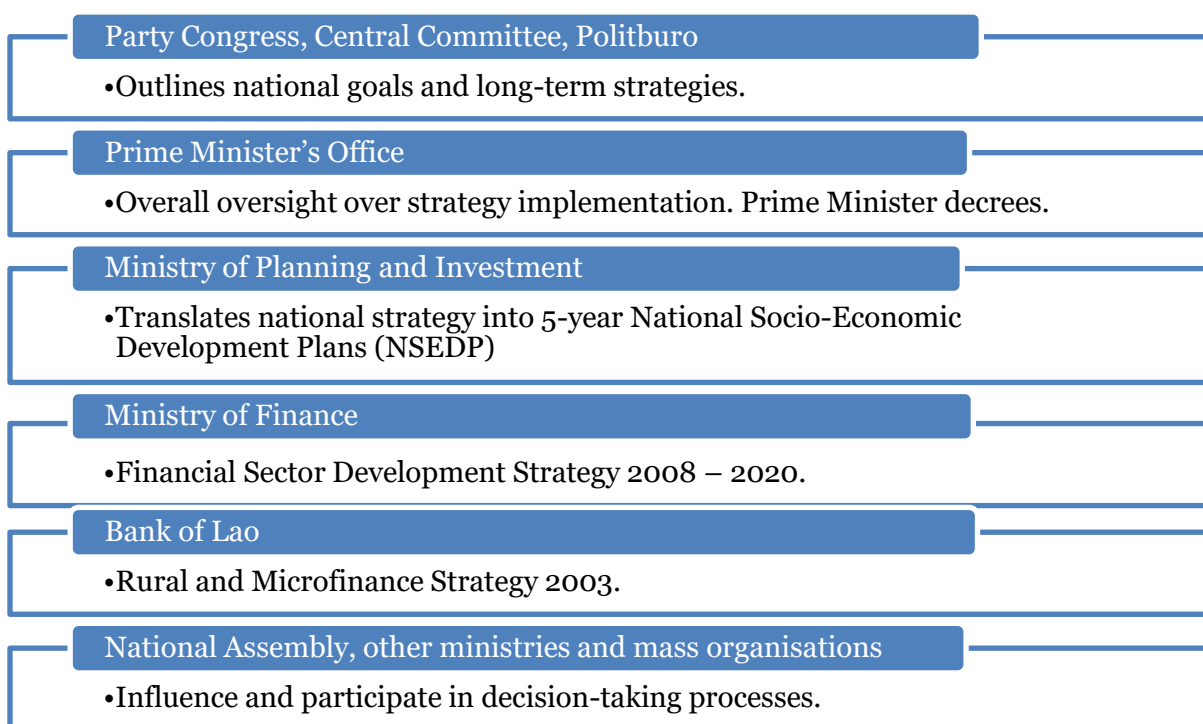 Party Congress, Central Committee, Politburo
•Outlines national goals and long-term strategies.
Prime Minister’s Office
•Overall oversight over strategy implementation. Prime Minister decrees.
Ministry of Planning and Investment
•Translates national strategy into 5-year National Socio-Economic
Development Plans (NSEDP)
Ministry of Finance
•Financial Sector Development Strategy 2008 – 2020.
Bank of Lao
•Rural and Microfinance Strategy 2003.
National Assembly, other ministries and mass organisations
•Influence and participate in decision-taking processes.